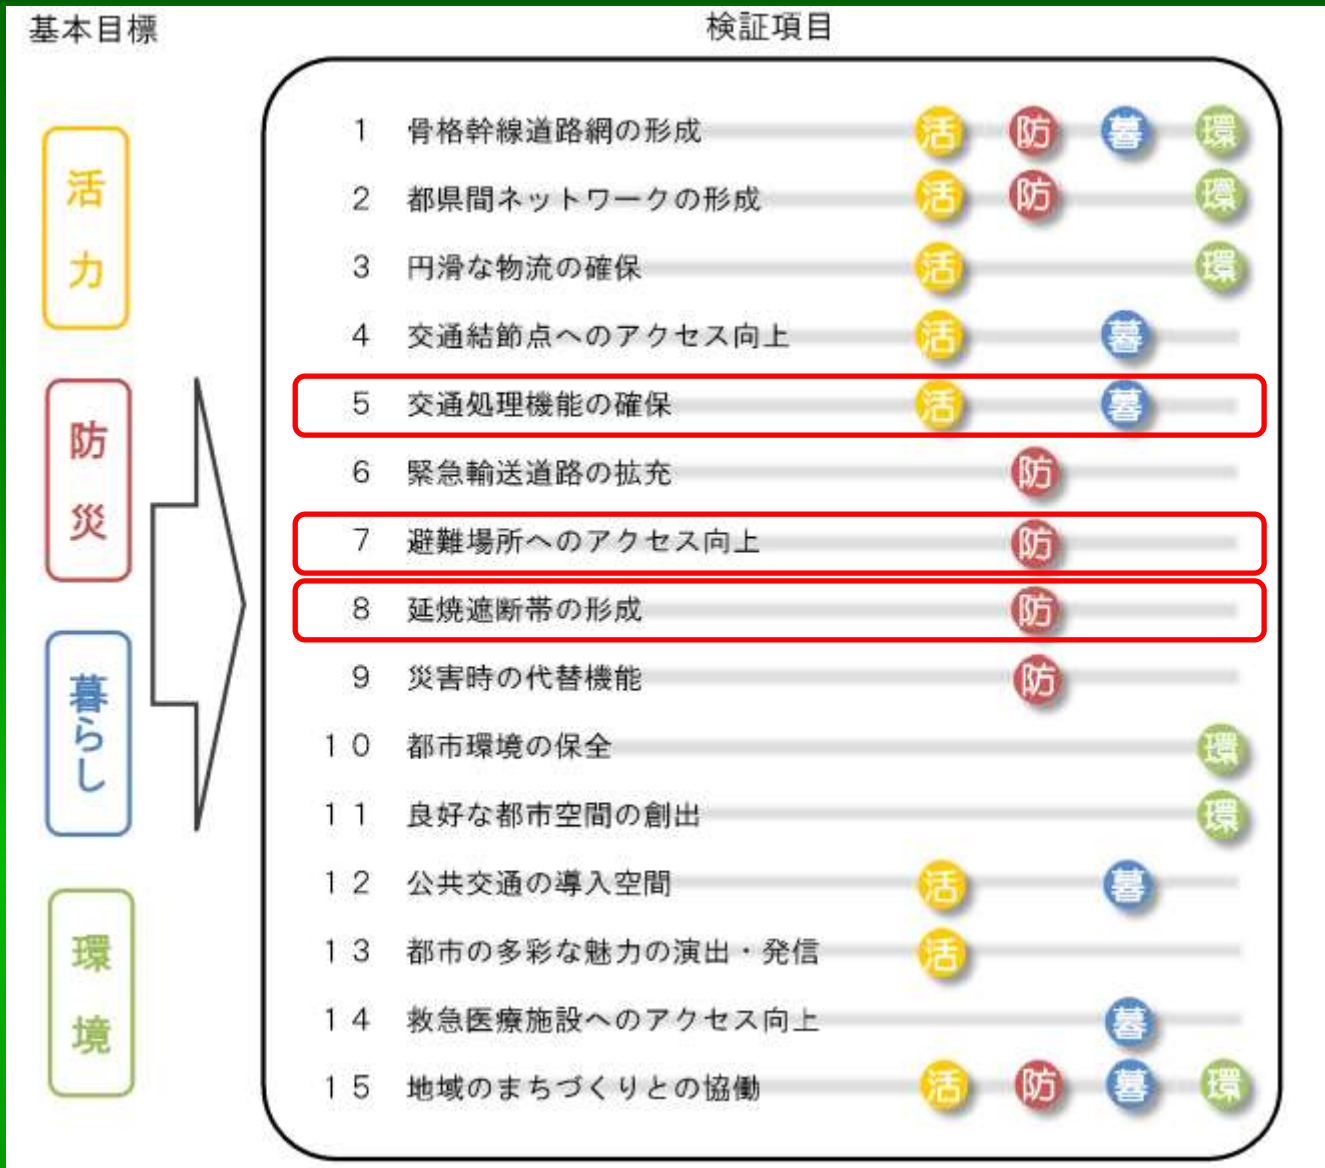 基本目標
検証項目
活力
防災
暮らし
環境
1 骨格幹線道路網の形成 活 防 暮 環
2 都県間ネットワークの形成 活 防 環
3 円滑な物流の確保 活 環
4 交通結節点へのアクセス向上 活 暮
5 交通処理機能の確保 活 暮
6 緊急輸送道路の拡充 防
7 避難場所へのアクセス向上 防
8 延焼遮断帯の形成 防
9 災害時の代替機能 防
10 都市環境の保全 環
11 良好な都市空間の創出 環
12 公共交通の導入空間 活 暮
13 都市の多彩な魅力の演出・発信 活
14 救急医療施設へのアクセス向上 暮
15 地域のまちづくりとの協働 活 防 暮 環